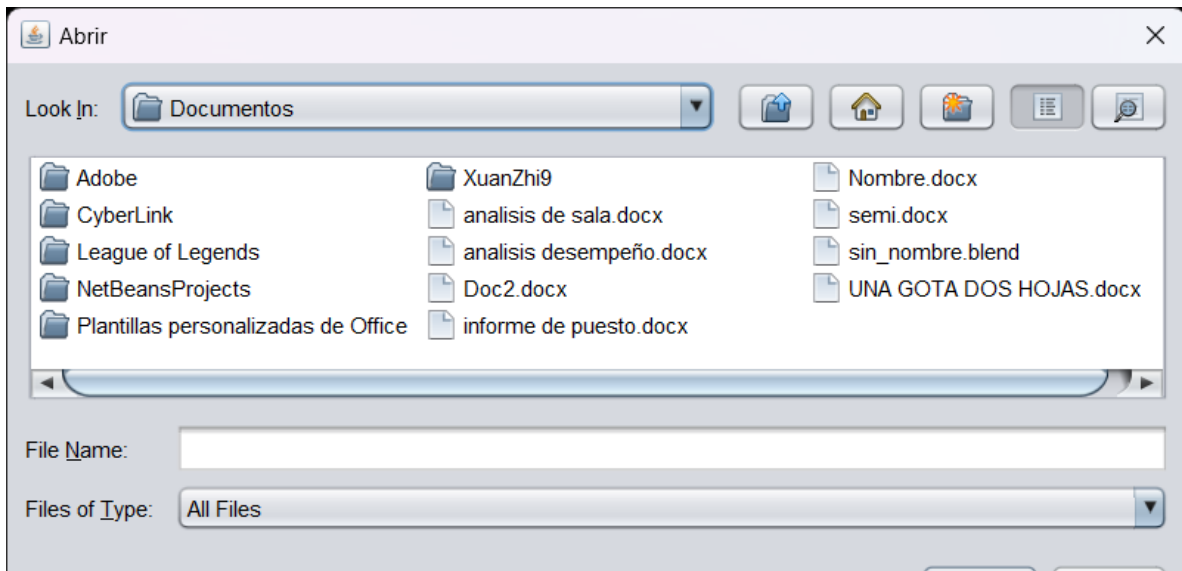 Abrir
Look In: Documentos
Adobe
CyberLink
League of Legends
NetBeansProjects
Plantillas personalizadas de Office
XuanZhi9
analisis de sala.docx
analisis desempeño.docx
Doc2.docx
informe de puesto.docx
Nombre.docx
semi.docx
sin_nombre.blend
UNA GOTA DOS HOJAS.docx
File Name:
Files of Type: All Files